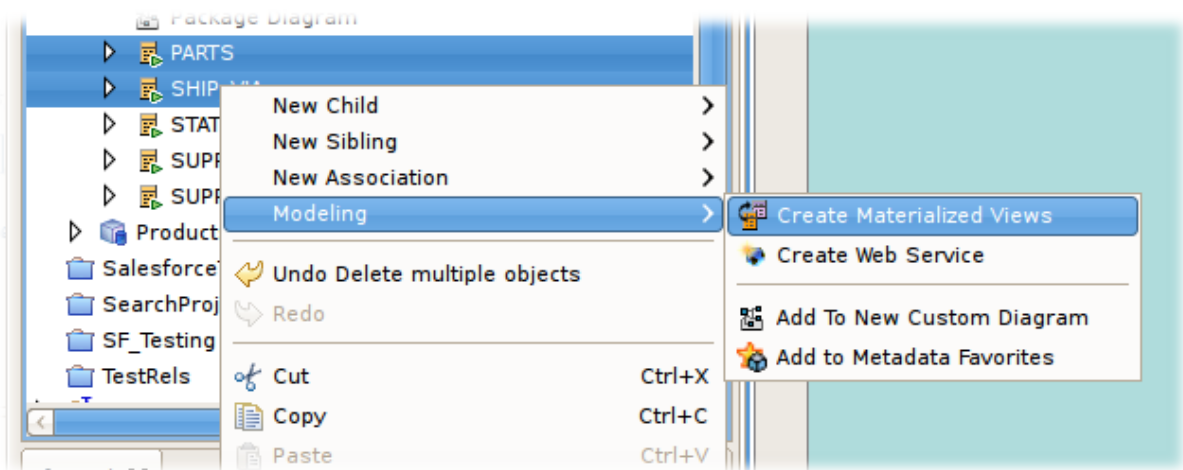 Package Diagram
PARTS
SHIP_VIA
New Child
New Sibling
STAT
New Association
SUPP
SUPP
Modeling
Create Materialized Views
Product
Create Web Service
Salesforce
Undo Delete multiple objects
SearchProj
Redo
Add To New Custom Diagram
SF_Testing
Add to Metadata Favorites
TestRels
Cut Ctrl+X
Copy Ctrl+C
Paste Ctrl+V